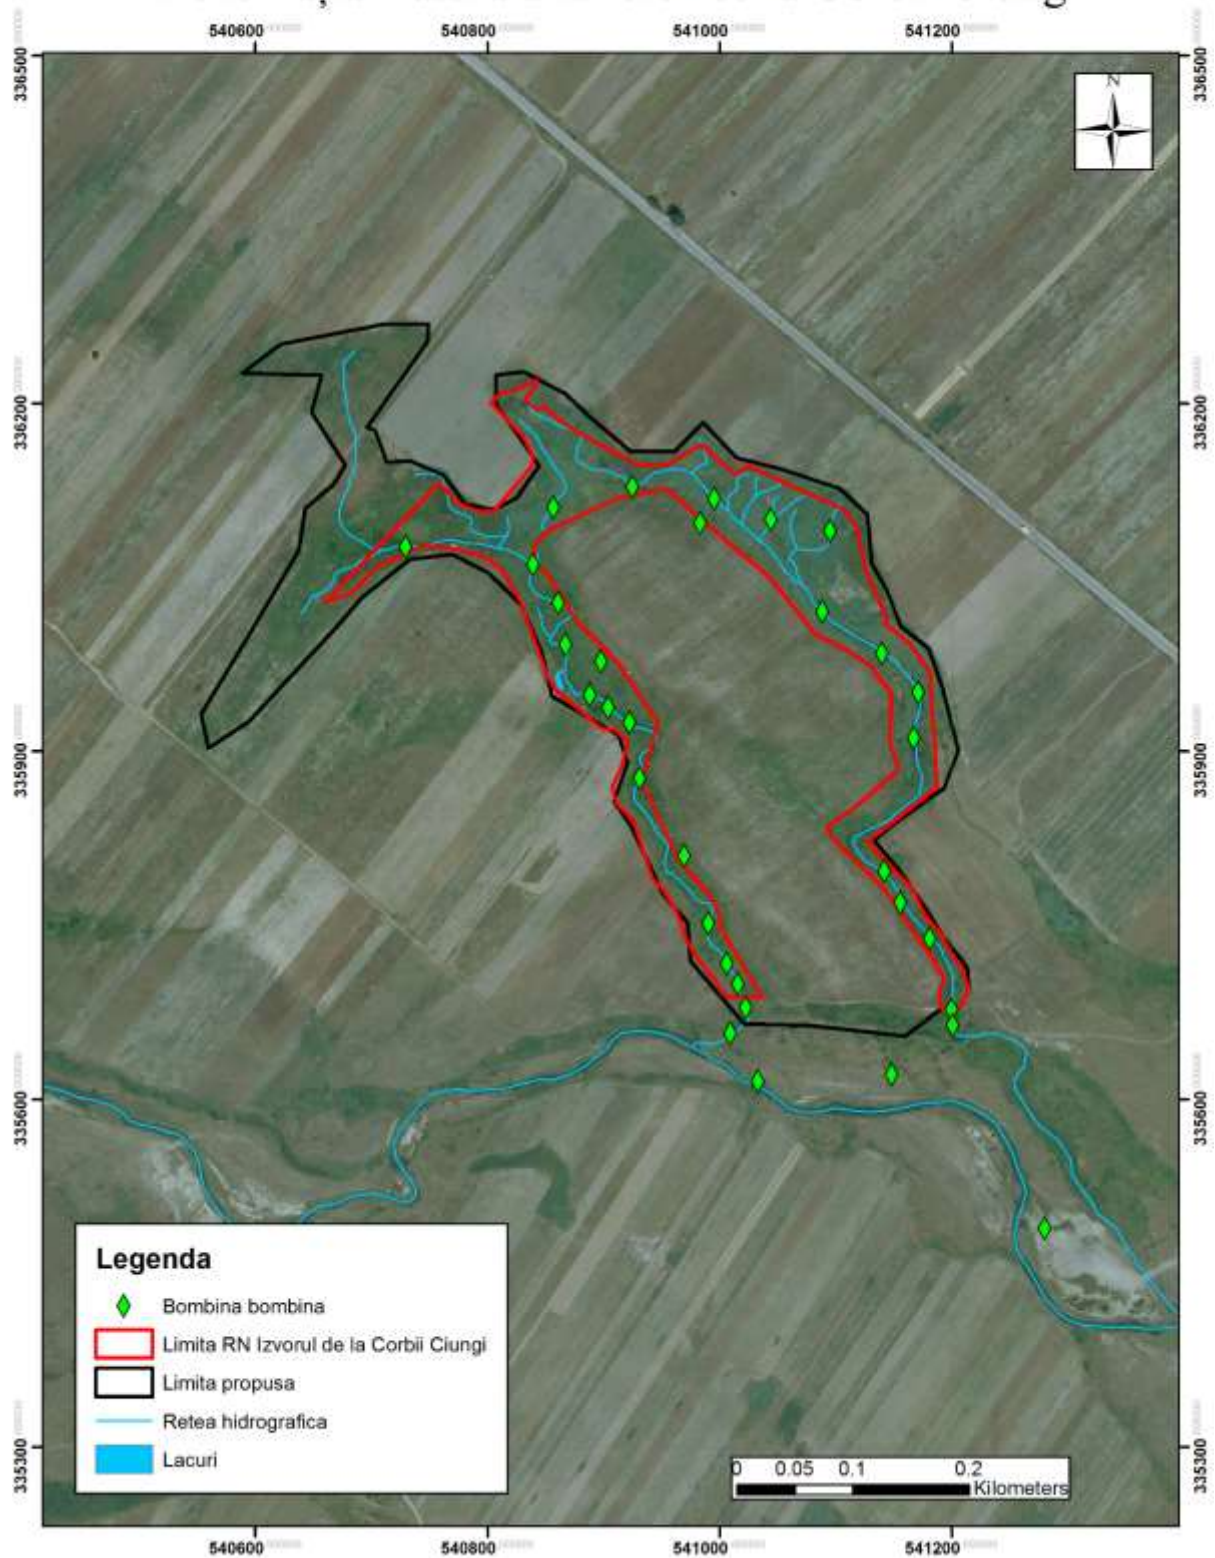 540600 540800 541000 541200
336500 336500
N
336200 336200
335900 335900
335600 335600
Legenda
Bombina bombina
Limita RN Izvorul de la Corbii Ciungi
Limita propusa
Retea hidrografica
Lacuri
335300 335300
0 0.05 0.1 0.2
Kilometers
540600 540800 541000 541200